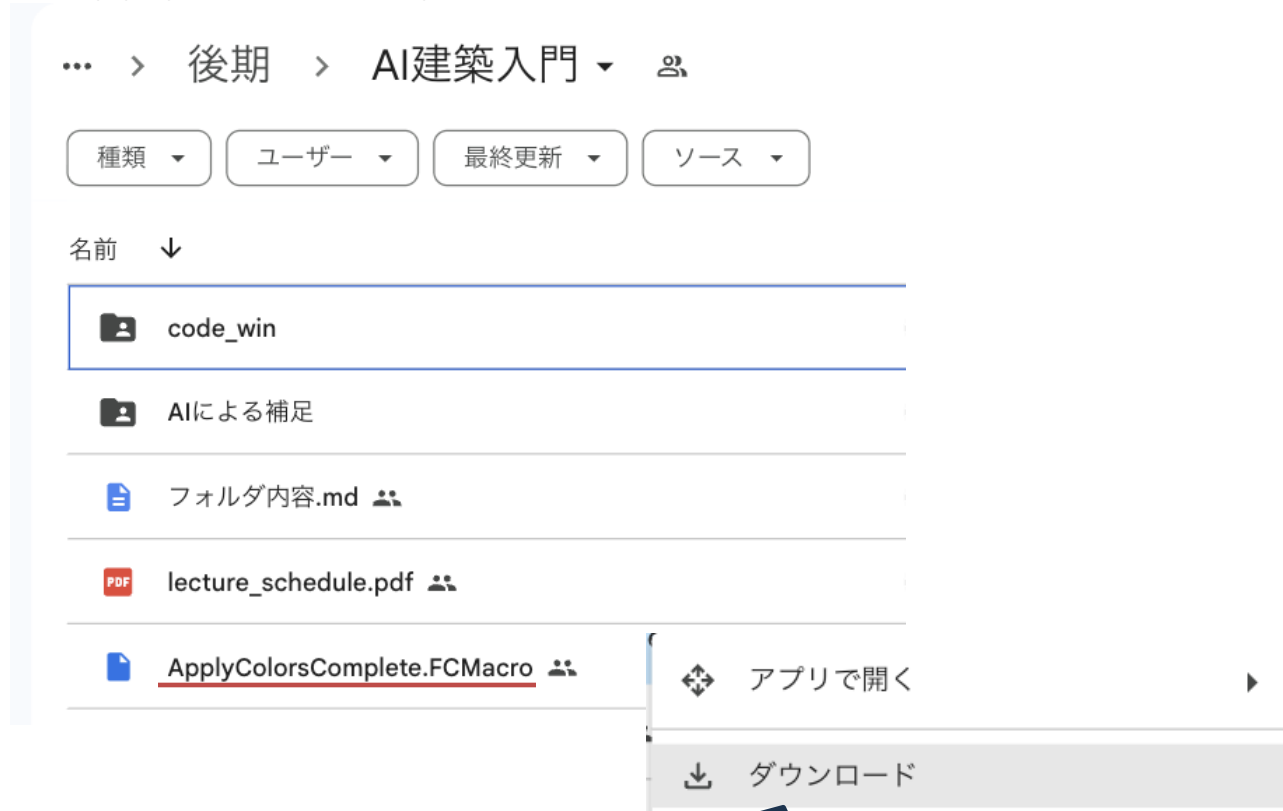 … > 後期 > AI建築入門
種類 ユーザー 最終更新 ソース
名前
code_win
AIによる補足
フォルダ内容.md
PDF lecture_schedule.pdf
ApplyColorsComplete.FCMacro
アプリで開く
ダウンロード